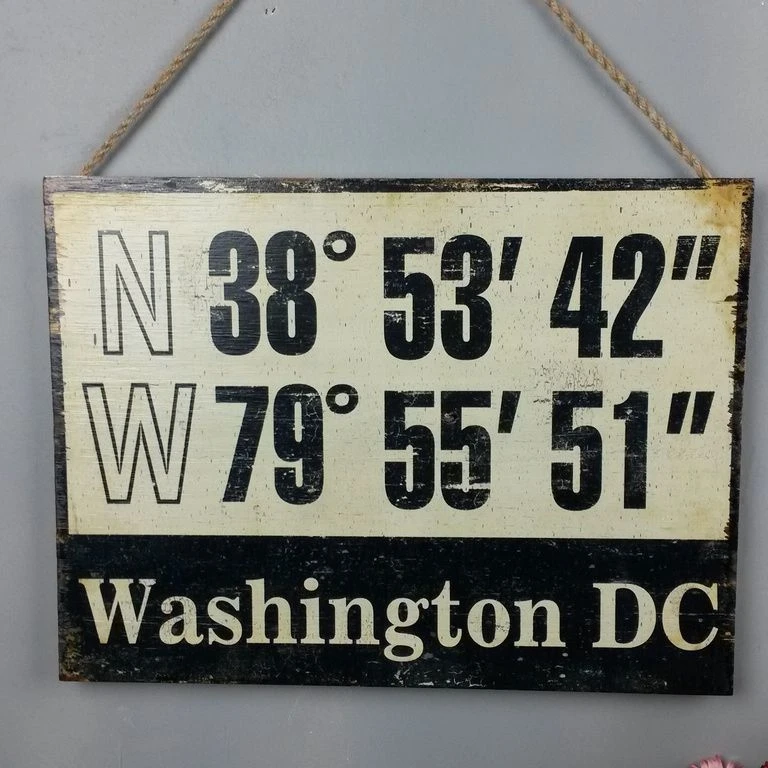 N 38° 53′ 42″
W 79° 55′ 51″
Washington DC